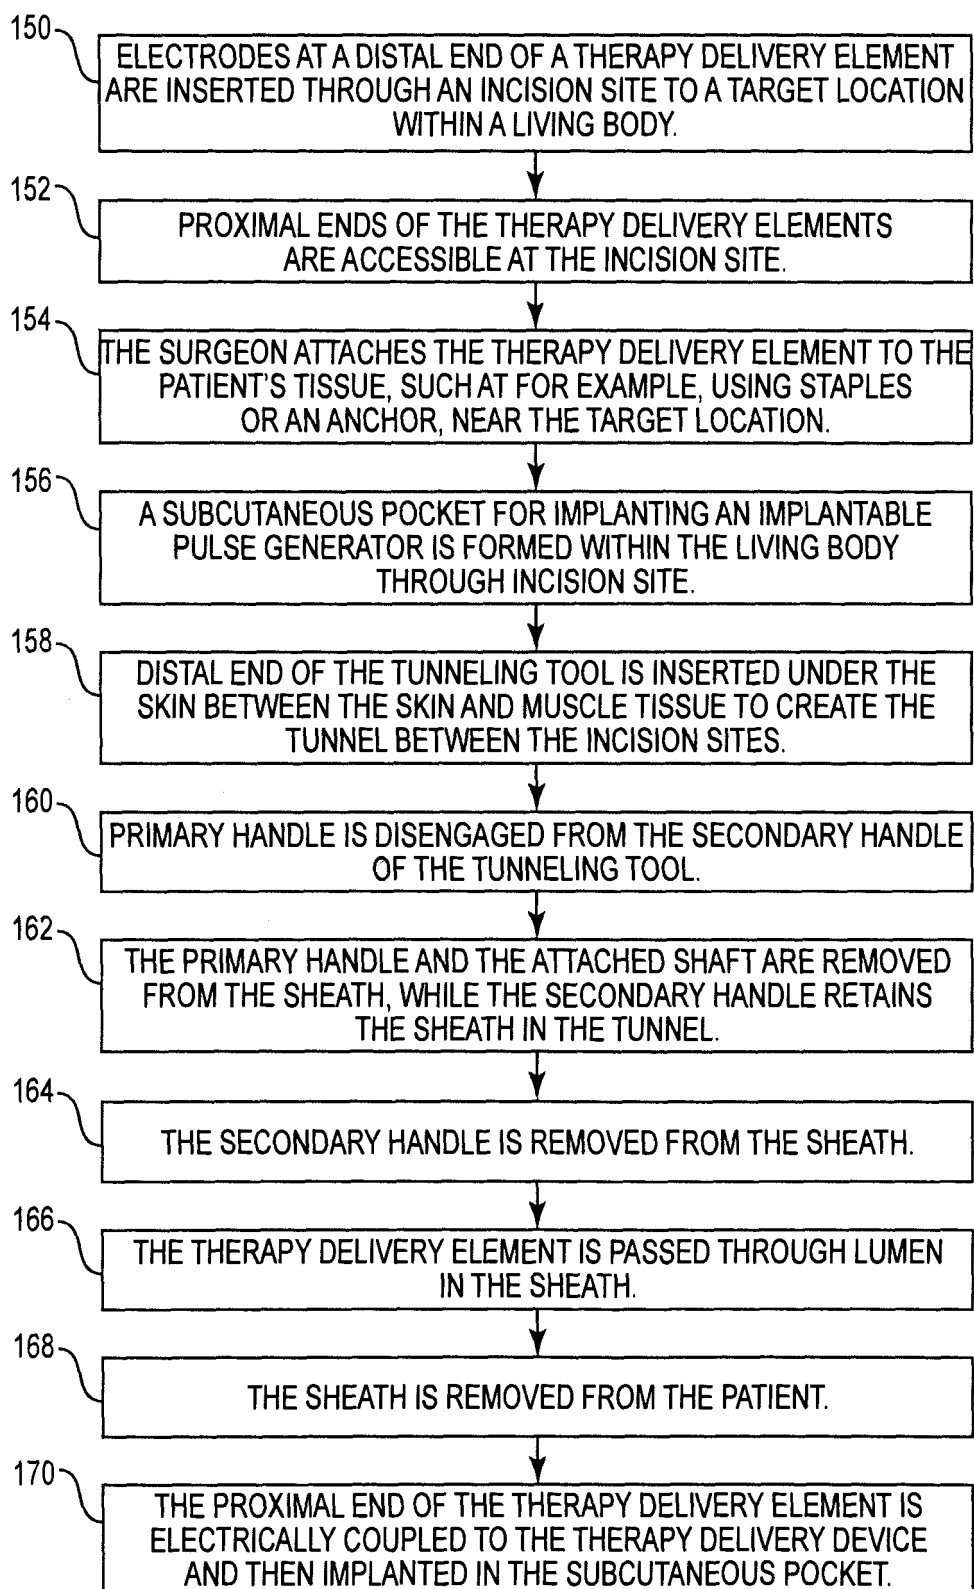 150
ELECTRODES AT A DISTAL END OF A THERAPY DELIVERY ELEMENT
ARE INSERTED THROUGH AN INCISION SITE TO A TARGET LOCATION
WITHIN A LIVING BODY.
152
PROXIMAL ENDS OF THE THERAPY DELIVERY ELEMENTS
ARE ACCESSIBLE AT THE INCISION SITE.
154
THE SURGEON ATTACHES THE THERAPY DELIVERY ELEMENT TO THE
PATIENT'S TISSUE, SUCH AT FOR EXAMPLE, USING STAPLES
OR AN ANCHOR, NEAR THE TARGET LOCATION.
156
A SUBCUTANEOUS POCKET FOR IMPLANTING AN IMPLANTABLE
PULSE GENERATOR IS FORMED WITHIN THE LIVING BODY
THROUGH INCISION SITE.
158
DISTAL END OF THE TUNNELING TOOL IS INSERTED UNDER THE
SKIN BETWEEN THE SKIN AND MUSCLE TISSUE TO CREATE THE
TUNNEL BETWEEN THE INCISION SITES.
160
PRIMARY HANDLE IS DISENGAGED FROM THE SECONDARY HANDLE
OF THE TUNNELING TOOL.
162
THE PRIMARY HANDLE AND THE ATTACHED SHAFT ARE REMOVED
FROM THE SHEATH, WHILE THE SECONDARY HANDLE RETAINS
THE SHEATH IN THE TUNNEL.
164
THE SECONDARY HANDLE IS REMOVED FROM THE SHEATH.
166
THE THERAPY DELIVERY ELEMENT IS PASSED THROUGH LUMEN
IN THE SHEATH.
168
THE SHEATH IS REMOVED FROM THE PATIENT.
170
THE PROXIMAL END OF THE THERAPY DELIVERY ELEMENT IS
ELECTRICALLY COUPLED TO THE THERAPY DELIVERY DEVICE
AND THEN IMPLANTED IN THE SUBCUTANEOUS POCKET.